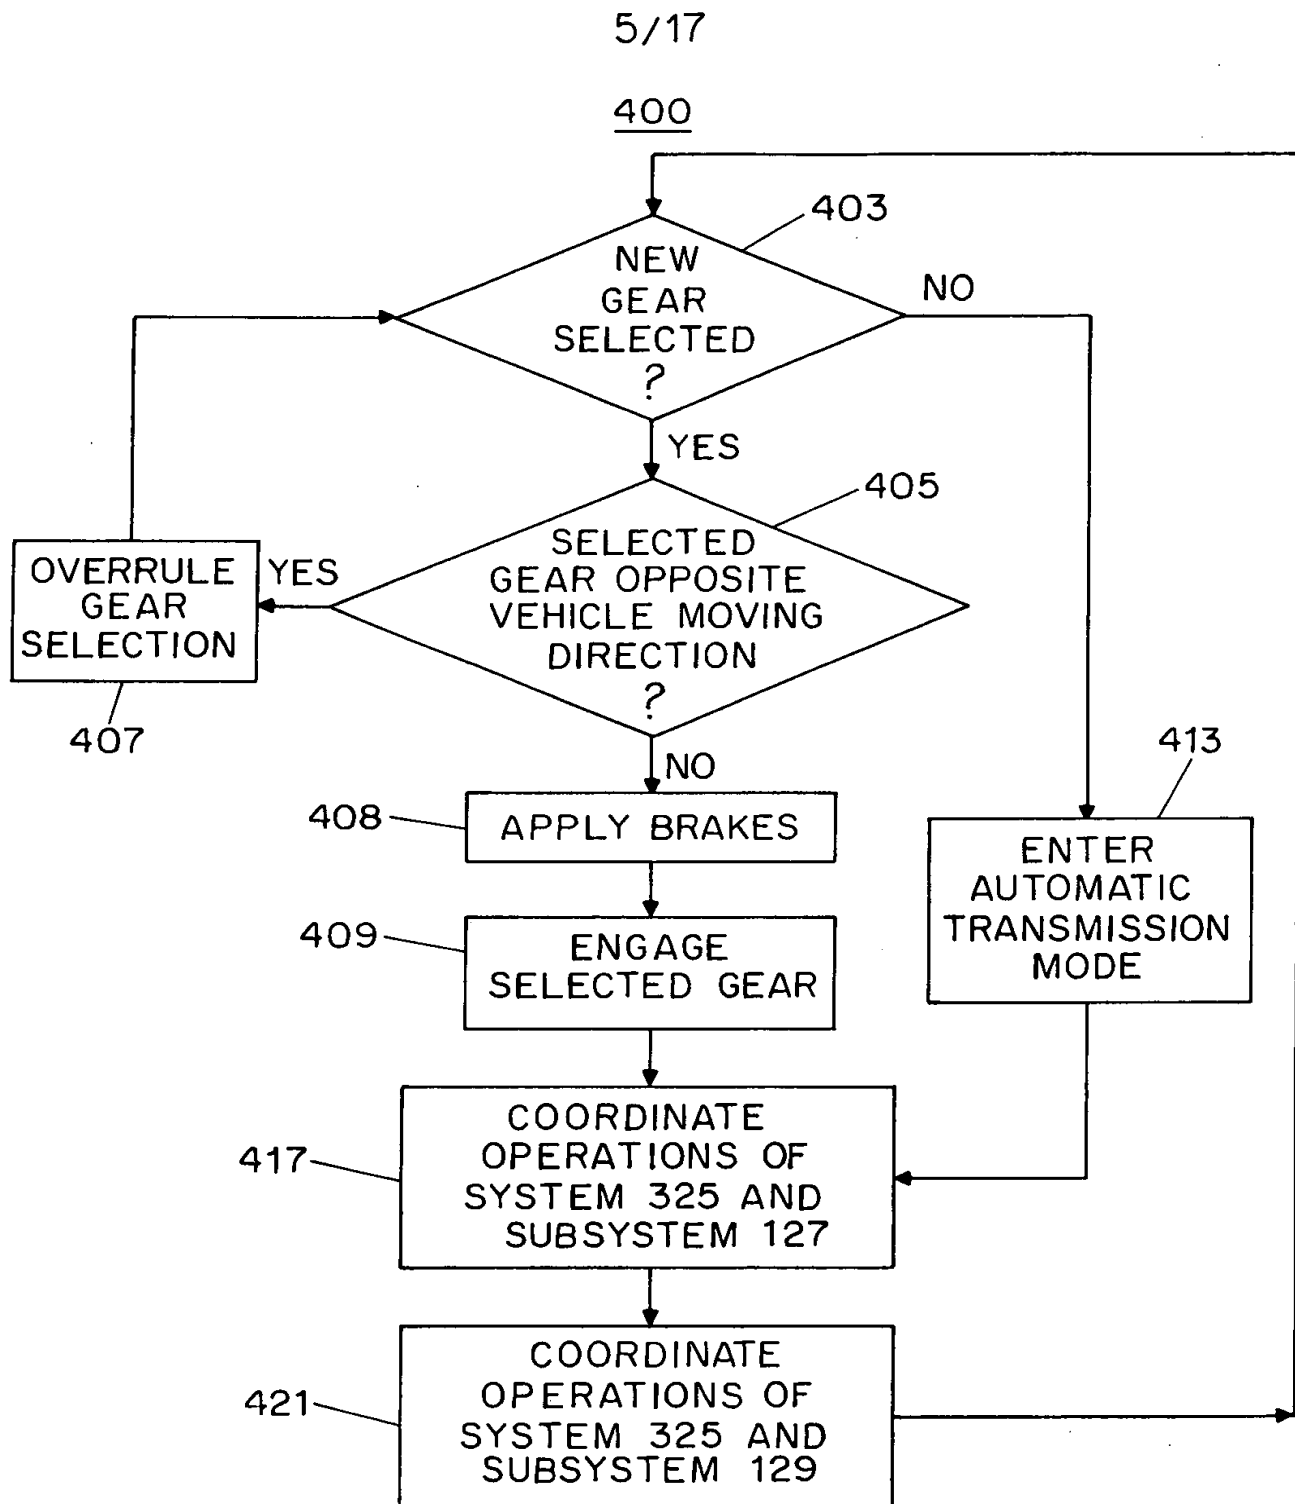 5/17
400
403
NEW
GEAR
SELECTED
?
NO
YES
405
SELECTED
GEAR OPPOSITE
VEHICLE MOVING
DIRECTION
?
YES
OVERRULE
GEAR
SELECTION
407
NO
408
APPLY BRAKES
413
ENTER
AUTOMATIC
TRANSMISSION
MODE
409
ENGAGE
SELECTED GEAR
417
COORDINATE
OPERATIONS OF
SYSTEM 325 AND
SUBSYSTEM 127
421
COORDINATE
OPERATIONS OF
SYSTEM 325 AND
SUBSYSTEM 129